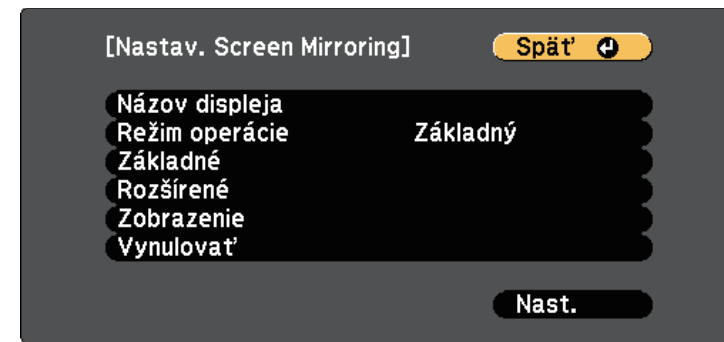 [Nastav. Screen Mirroring] Späť
Názov displeja
Režim operácie Základný
Základné
Rozšírené
Zobrazenie
Vynulovať
Nast.